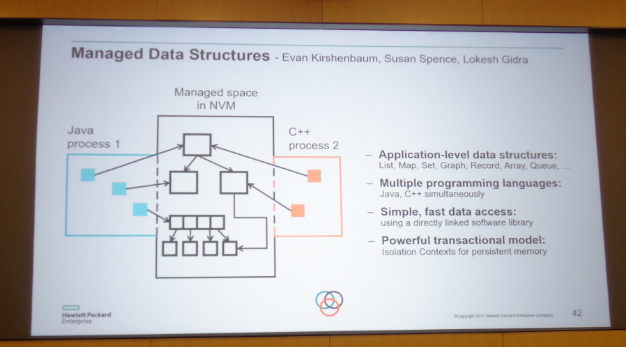 Managed Data Structures - Evan Kirshenbaum, Susan Spence, Lokesh Gidra
Managed space
in NVM
Java
process 1
C++
process 2
– Application-level data structures:
List, Map, Set, Graph, Record, Array, Queue, ...
– Multiple programming languages:
Java, C++ simultaneously
– Simple, fast data access:
using a directly linked software library
– Powerful transactional model:
Isolation Contexts for persistent memory
Hewlett Packard
Enterprise
©Copyright 2017 Hewlett Packard Enterprise Company
42